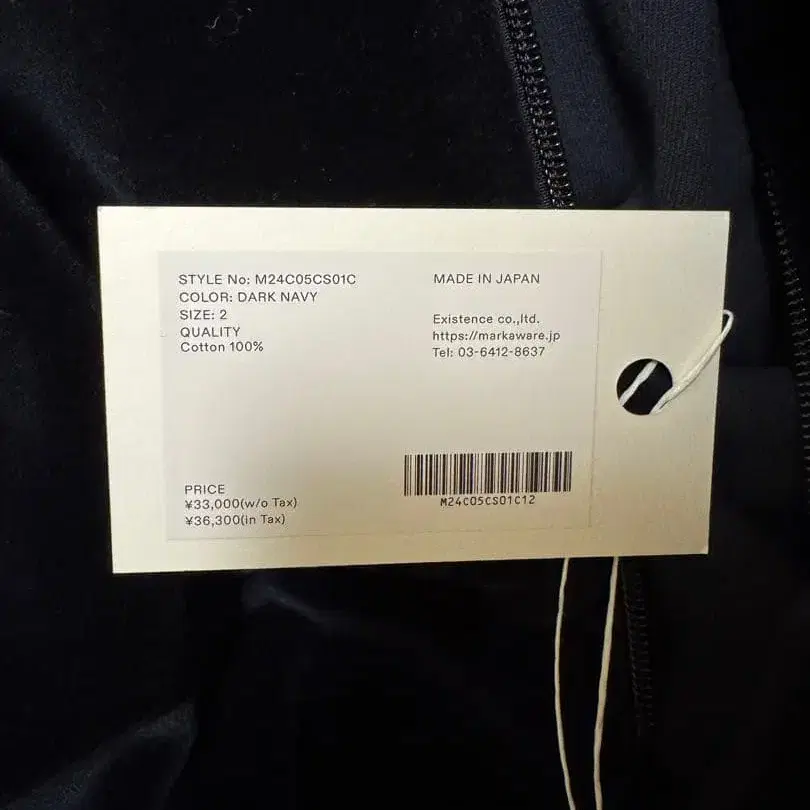 STYLE No: M24C05CS01C
COLOR: DARK NAVY
SIZE: 2
QUALITY
Cotton 100%
MADE IN JAPAN
Existence co.,ltd.
https://markaware.jp
Tel: 03-6412-8637
PRICE
¥33,000(w/o Tax)
¥36,300(in Tax)
M24C05CS01C12